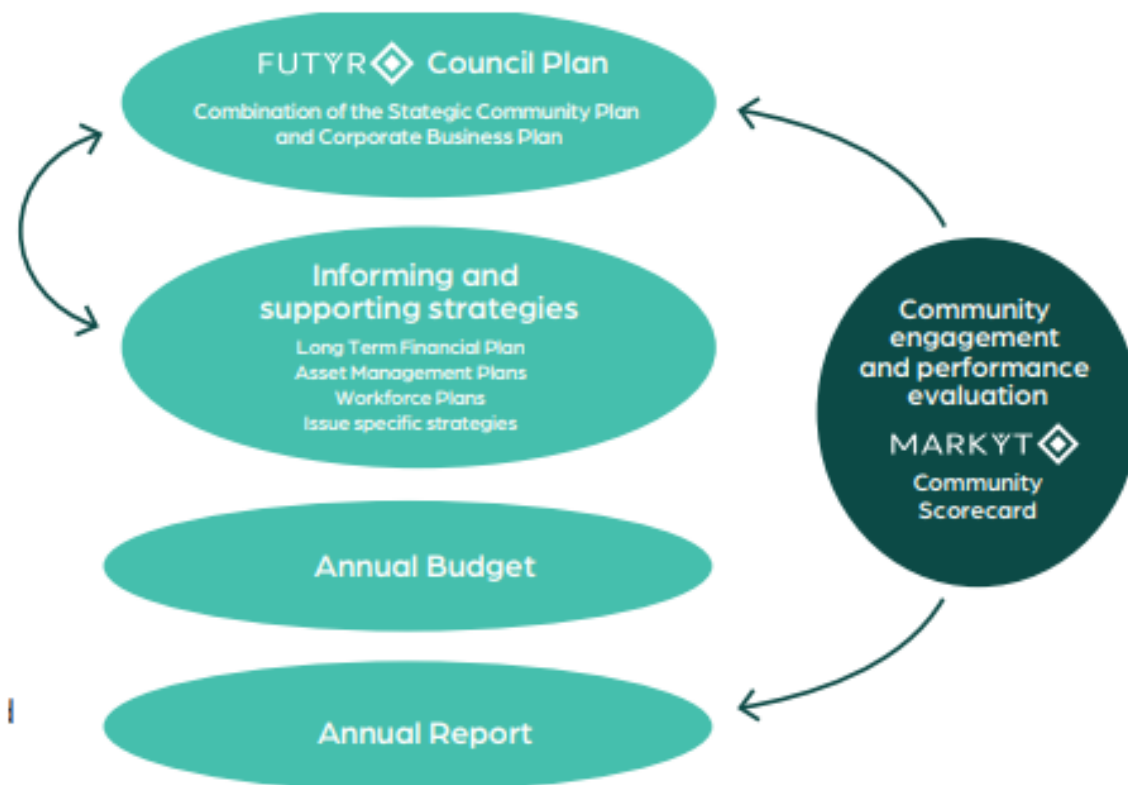 FUTYR Council Plan
Combination of the Stategic Community Plan
and Corporate Business Plan
Informing and
supporting strategies
Long Term Financial Plan
Asset Management Plans
Workforce Plans
Issue specific strategies
Annual Budget
Annual Report
Community
engagement
and performance
evaluation
MARKYT
Community
Scorecard